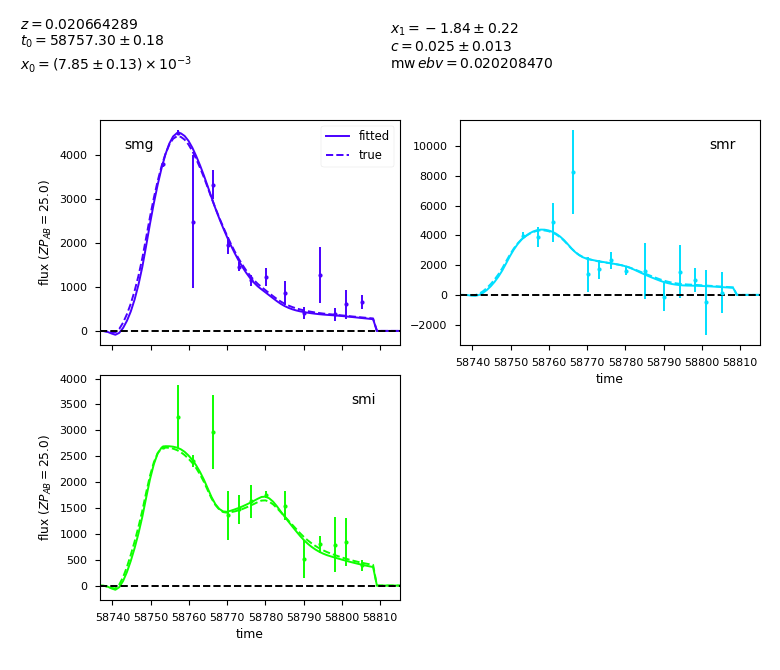 z = 0.020664289
t₀ = 58757.30 ± 0.18
x₀ = (7.85 ± 0.13) × 10⁻³
x₁ = −1.84 ± 0.22
c = 0.025 ± 0.013
mw ebv = 0.020208470
smg
fitted
true
4000
3000
2000
1000
0
flux (ZP_AB = 25.0)
smr
10000
8000
6000
4000
2000
0
−2000
58740 58750 58760 58770 58780 58790 58800 58810
time
smi
4000
3500
3000
2500
2000
1500
1000
500
0
flux (ZP_AB = 25.0)
58740 58750 58760 58770 58780 58790 58800 58810
time